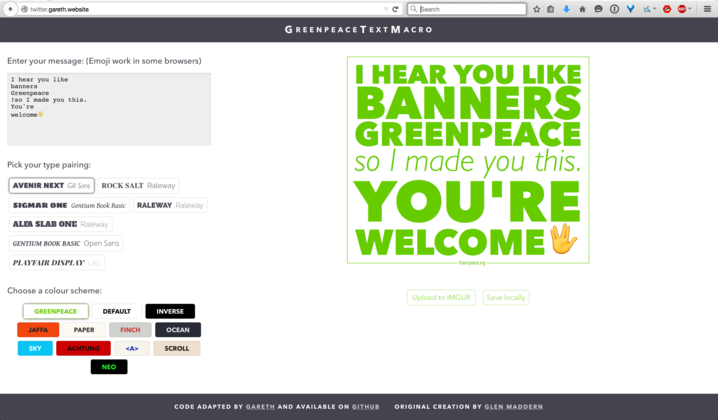 twitter.gareth.website
Search
GREENPEACETEXTMACRO
Enter your message: (Emoji work in some browsers)
I hear you like
banners
Greenpeace
!so I made you this.
You're
welcome🖖
I HEAR YOU LIKE
BANNERS
GREENPEACE
so I made you this.
YOU'RE
WELCOME🖖
Greenpeace.org
Pick your type pairing:
AVENIR NEXT Gill Sans
ROCK SALT Raleway
SIGMAR ONE Gentium Book Basic
RALEWAY Raleway
ALFA SLAB ONE Raleway
GENTIUM BOOK BASIC Open Sans
PLAYFAIR DISPLAY Lato
Choose a colour scheme:
GREENPEACE DEFAULT INVERSE
JAFFA PAPER FINCH OCEAN
SKY ACHTUNG <A> SCROLL
NEO
Upload to IMGUR
Save locally
CODE ADAPTED BY GARETH AND AVAILABLE ON GITHUB ORIGINAL CREATION BY GLEN MADDERN